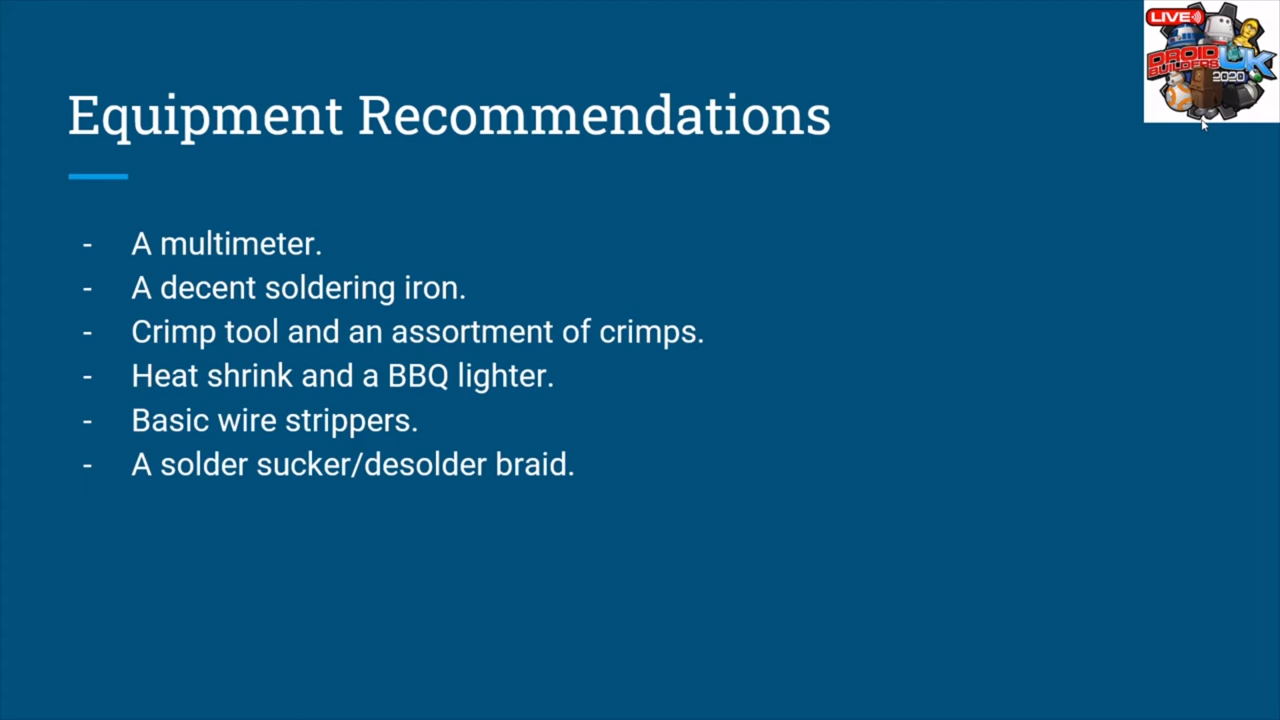 LIVE
DROID
BUILDERS
UK
2020
Equipment Recommendations
- A multimeter.
- A decent soldering iron.
- Crimp tool and an assortment of crimps.
- Heat shrink and a BBQ lighter.
- Basic wire strippers.
- A solder sucker/desolder braid.